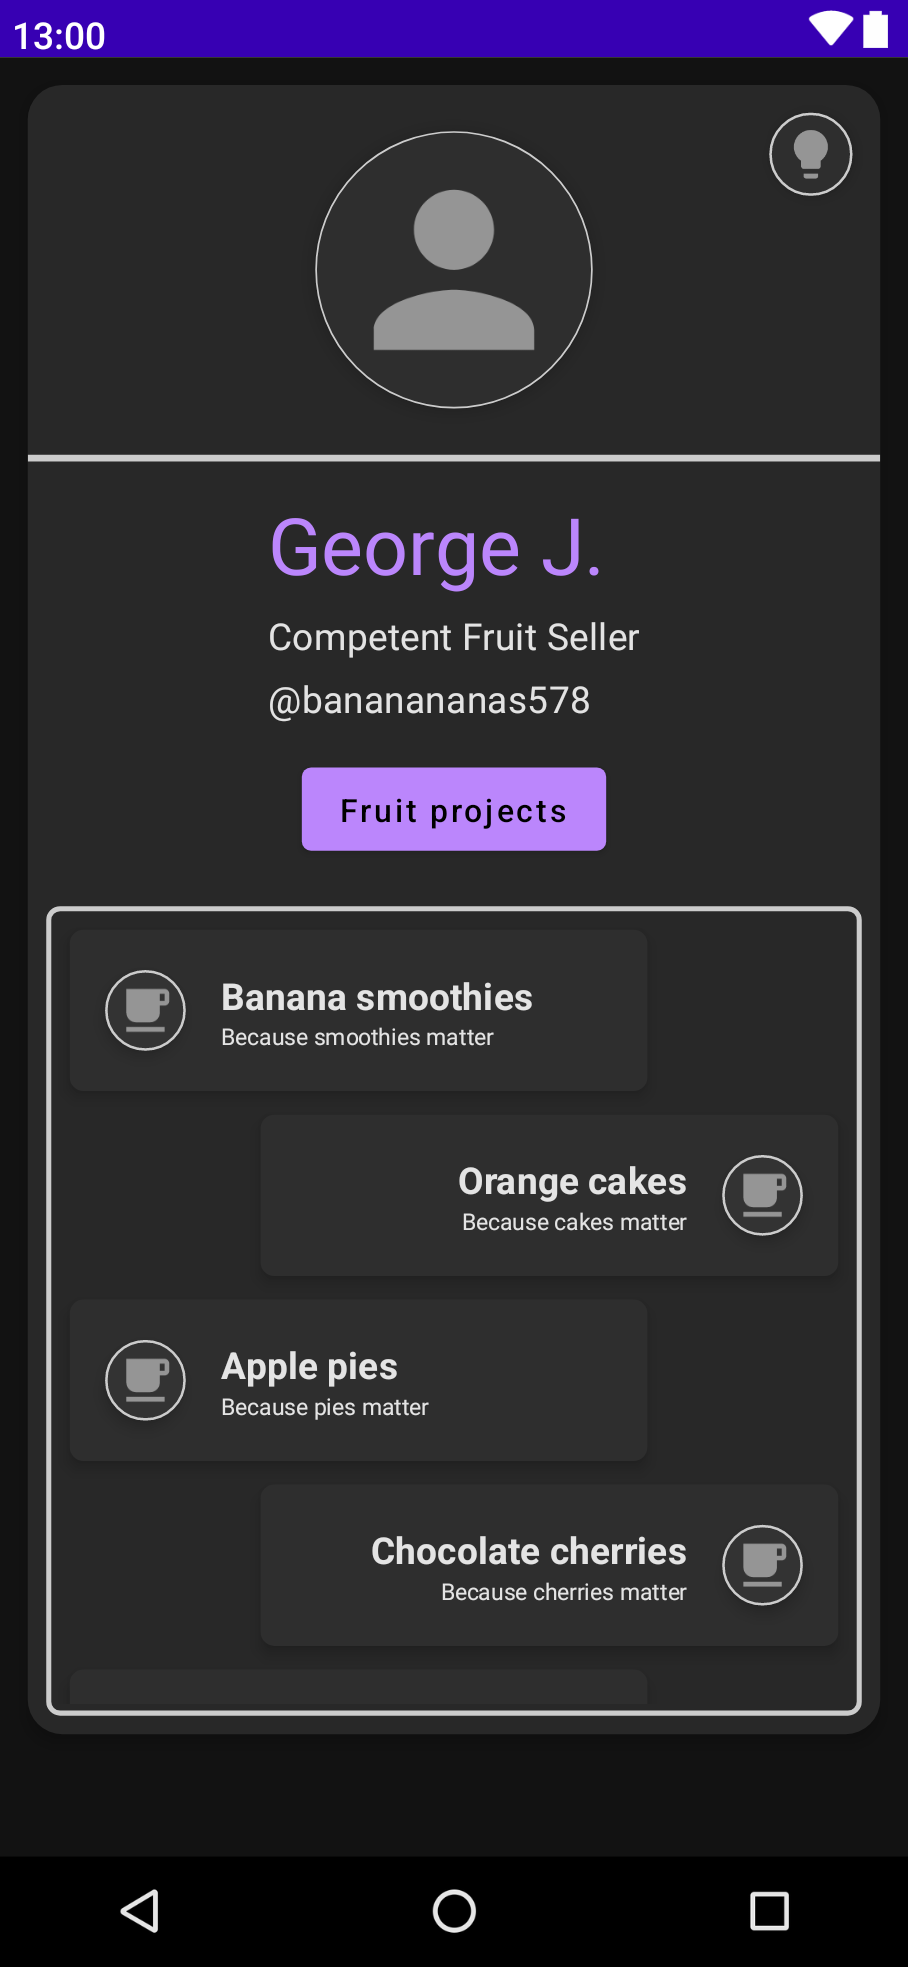 13:00
George J.
Competent Fruit Seller
@banananananas578
Fruit projects
Banana smoothies
Because smoothies matter
Orange cakes
Because cakes matter
Apple pies
Because pies matter
Chocolate cherries
Because cherries matter